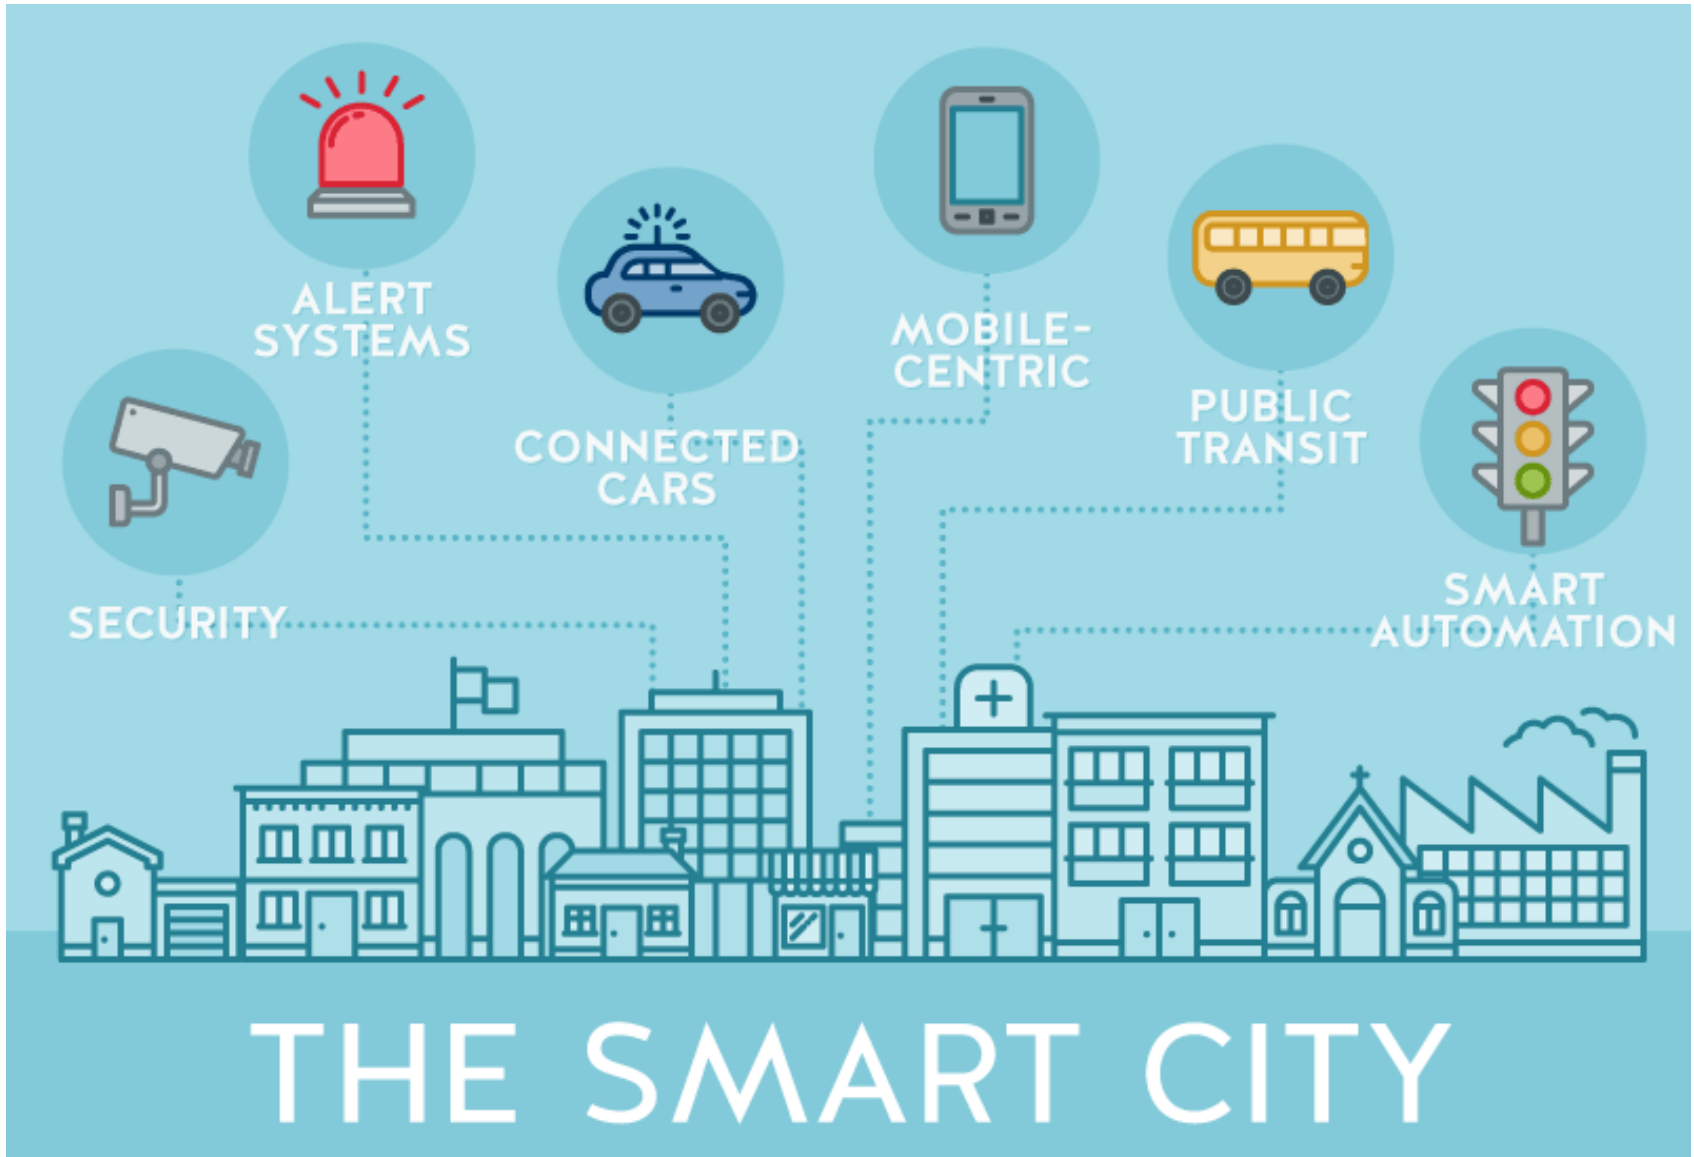 ALERT
SYSTEMS
CONNECTED
CARS
MOBILE-
CENTRIC
PUBLIC
TRANSIT
SECURITY
SMART
AUTOMATION
THE SMART CITY